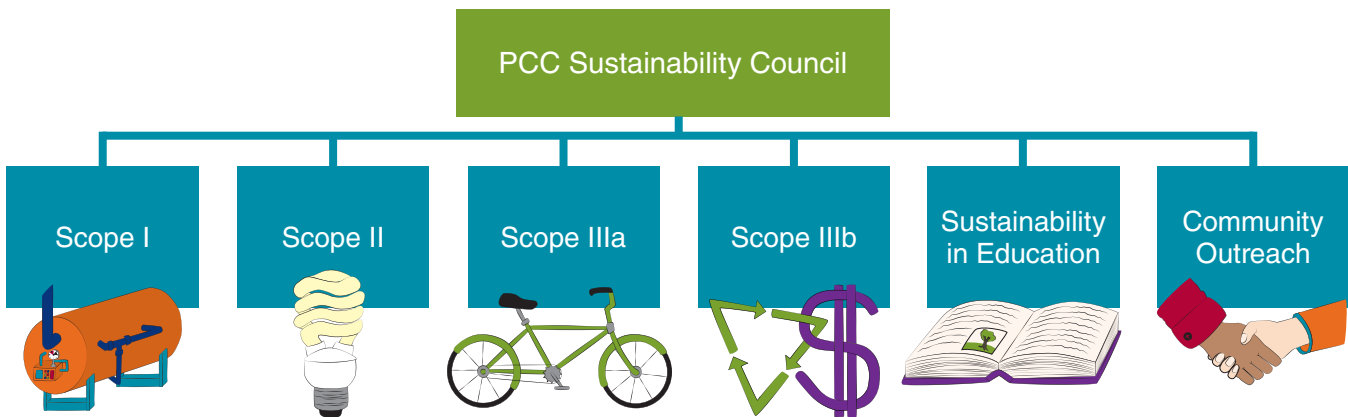 PCC Sustainability Council
Scope I
Scope II
Scope IIIa
Scope IIIb
Sustainability
in Education
Community
Outreach